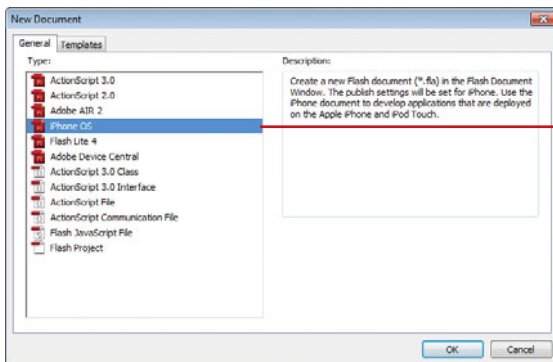 New Document
General Templates
Type:
Description:
ActionScript 3.0
ActionScript 2.0
Adobe AIR 2
iPhone OS
Flash Lite 4
Adobe Device Central
ActionScript 3.0 Class
ActionScript 3.0 Interface
ActionScript File
ActionScript Communication File
Flash JavaScript File
Flash Project
Create a new Flash document (*.fla) in the Flash Document
Window. The publish settings will be set for iPhone. Use the
iPhone document to develop applications that are deployed
on the Apple iPhone and iPod Touch.
OK Cancel